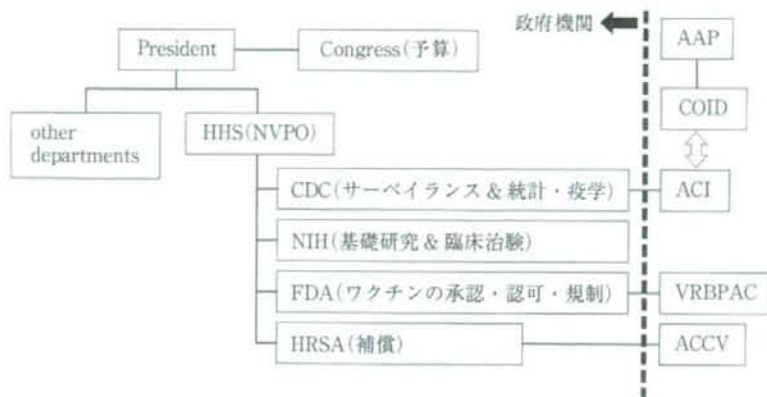 政府機関
President
Congress(予算)
AAP
COID
other
departments
HHS(NVPO)
CDC(サーベイランス & 統計・疫学)
ACI
NIH(基礎研究 & 臨床治験)
FDA(ワクチンの承認・認可・規制)
VRBPAC
HRSA(補償)
ACCV